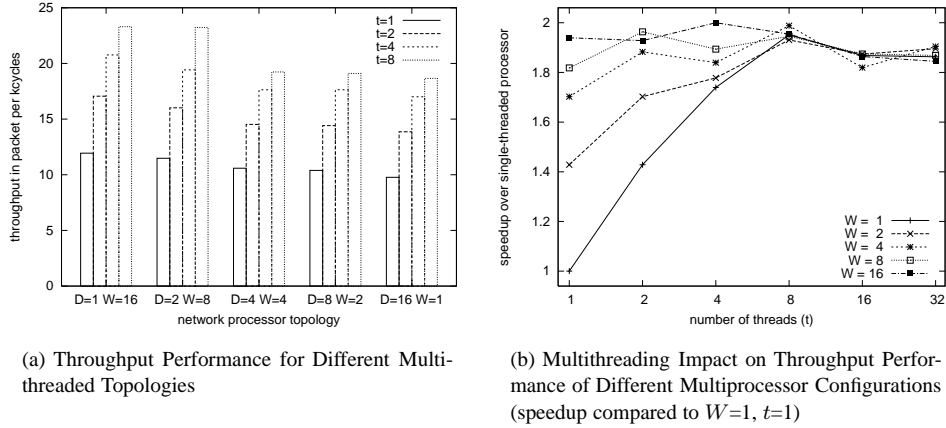 25
20
15
10
5
0
throughput in packet per kcycles
t=1
t=2
t=4
t=8
D=1 W=16
D=2 W=8
D=4 W=4
D=8 W=2
D=16 W=1
network processor topology
(a) Throughput Performance for Different Multi-
threaded Topologies
2
1.8
1.6
1.4
1.2
1
speedup over single-threaded processor
W = 1
W = 2
W = 4
W = 8
W = 16
1
2
4
8
16
32
number of threads (t)
(b) Multithreading Impact on Throughput Perfor-
mance of Different Multiprocessor Configurations
(speedup compared to W=1, t=1)